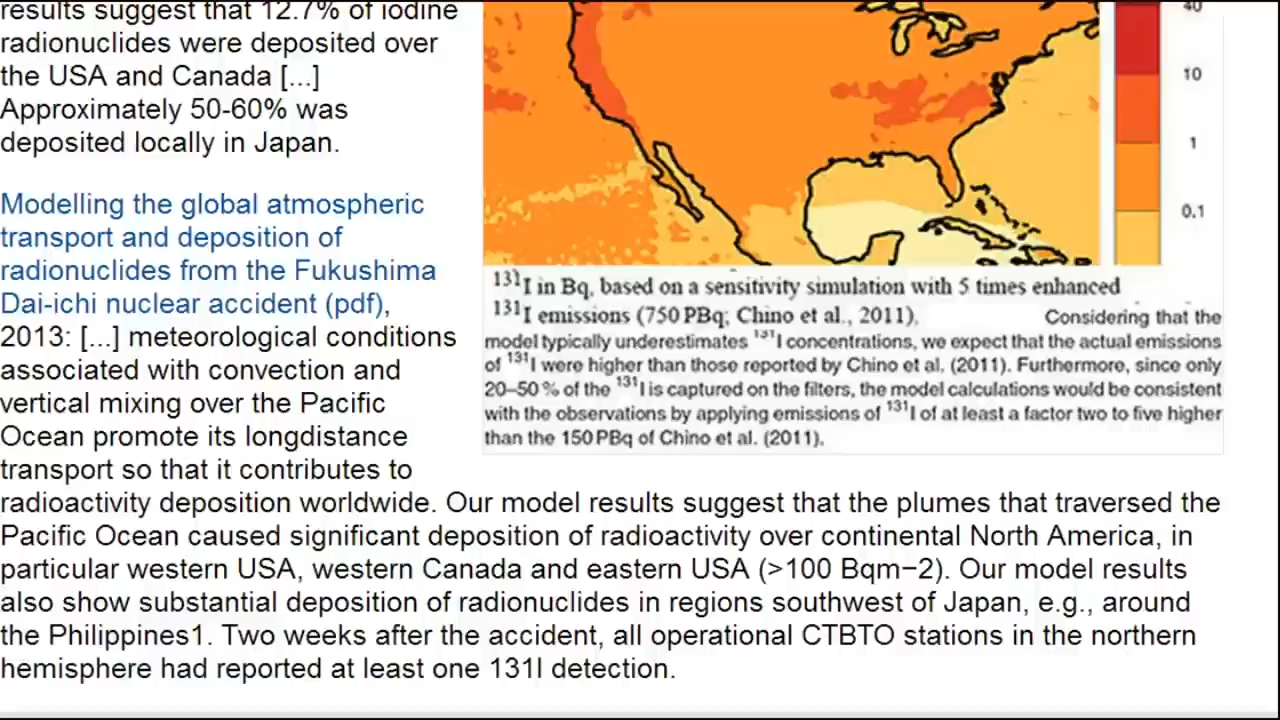 results suggest that 12.7% of iodine
radionuclides were deposited over
the USA and Canada [...]
Approximately 50-60% was
deposited locally in Japan.
Modelling the global atmospheric
transport and deposition of
radionuclides from the Fukushima
Dai-ichi nuclear accident (pdf),
2013: [...] meteorological conditions
associated with convection and
vertical mixing over the Pacific
Ocean promote its longdistance
transport so that it contributes to
radioactivity deposition worldwide. Our model results suggest that the plumes that traversed the
Pacific Ocean caused significant deposition of radioactivity over continental North America, in
particular western USA, western Canada and eastern USA (>100 Bqm−2). Our model results
also show substantial deposition of radionuclides in regions southwest of Japan, e.g., around
the Philippines1. Two weeks after the accident, all operational CTBTO stations in the northern
hemisphere had reported at least one 131I detection.
40
10
1
0.1
131I in Bq, based on a sensitivity simulation with 5 times enhanced
131I emissions (750 PBq; Chino et al., 2011).
Considering that the
model typically underestimates 131I concentrations, we expect that the actual emissions
of 131I were higher than those reported by Chino et al. (2011). Furthermore, since only
20–50 % of the 131I is captured on the filters, the model calculations would be consistent
with the observations by applying emissions of 131I of at least a factor two to five higher
than the 150 PBq of Chino et al. (2011).